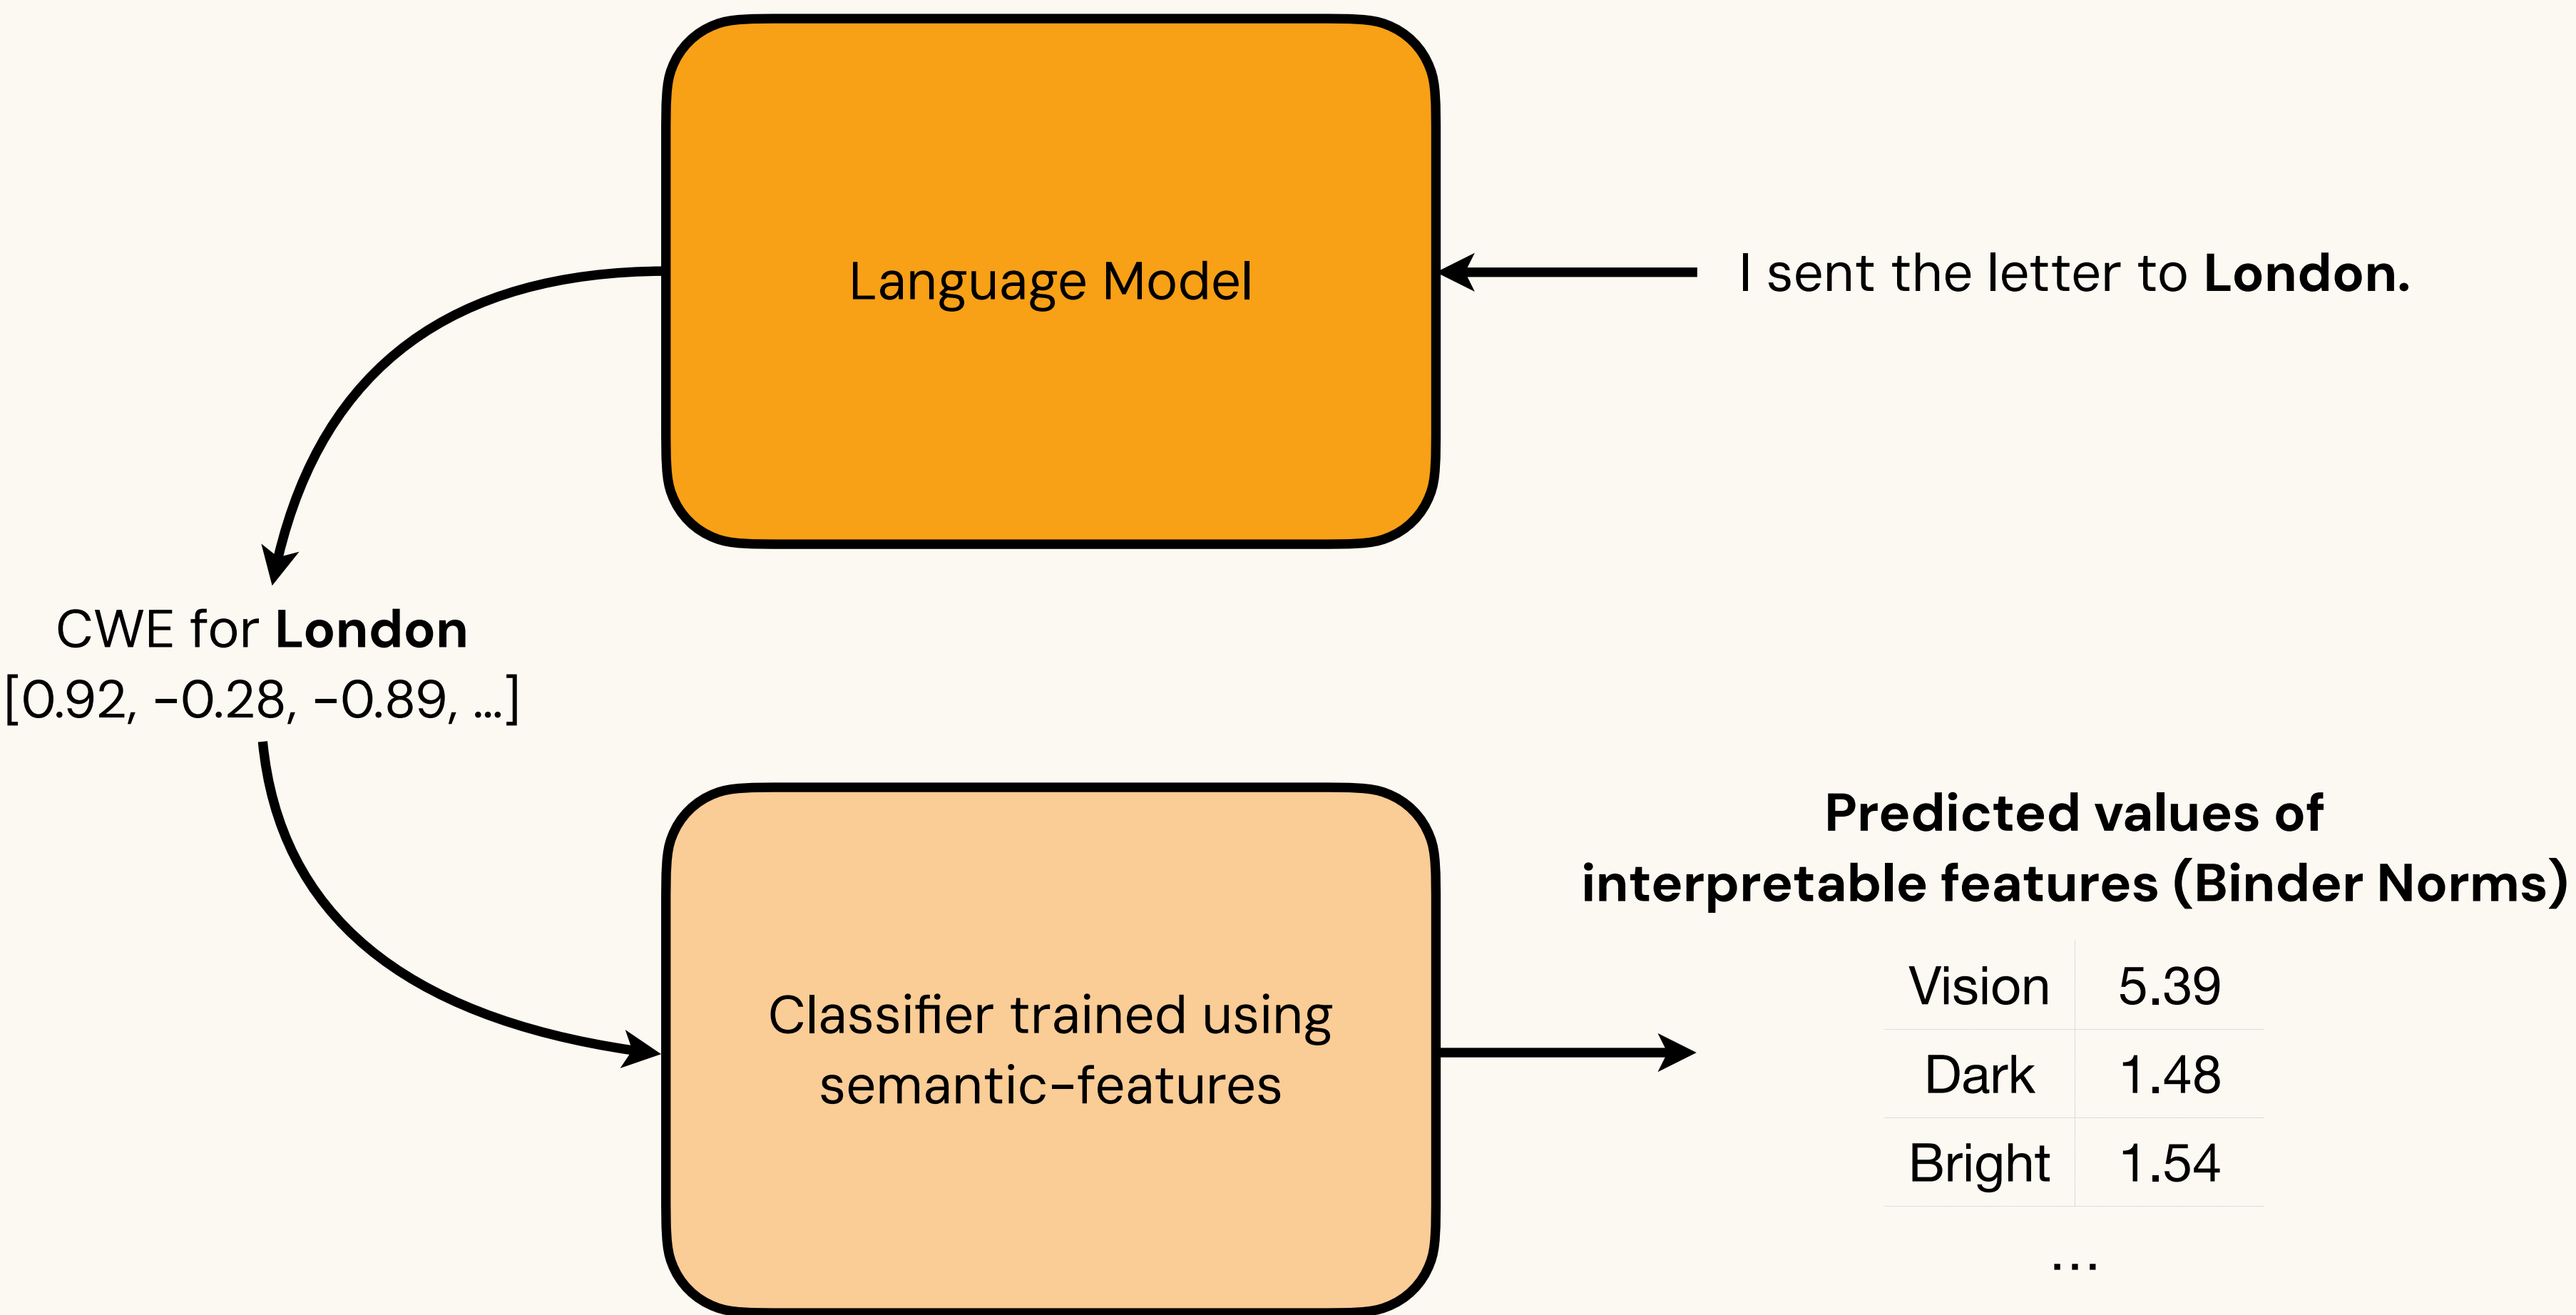 Language Model
I sent the letter to London.
CWE for London
[0.92, −0.28, −0.89, ...]
Classifier trained using
semantic-features
Predicted values of
interpretable features (Binder Norms)
Vision 5.39
Dark 1.48
Bright 1.54
...